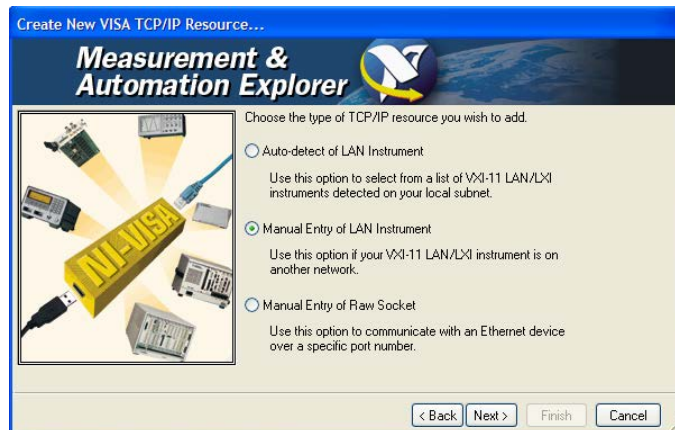 Create New VISA TCP/IP Resource...
Measurement &
Automation Explorer
Choose the type of TCP/IP resource you wish to add.
Auto-detect of LAN Instrument
Use this option to select from a list of VXI-11 LAN/LXI
instruments detected on your local subnet.
Manual Entry of LAN Instrument
Use this option if your VXI-11 LAN/LXI instrument is on
another network.
Manual Entry of Raw Socket
Use this option to communicate with an Ethernet device
over a specific port number.
NI-VISA
< Back Next > Finish Cancel